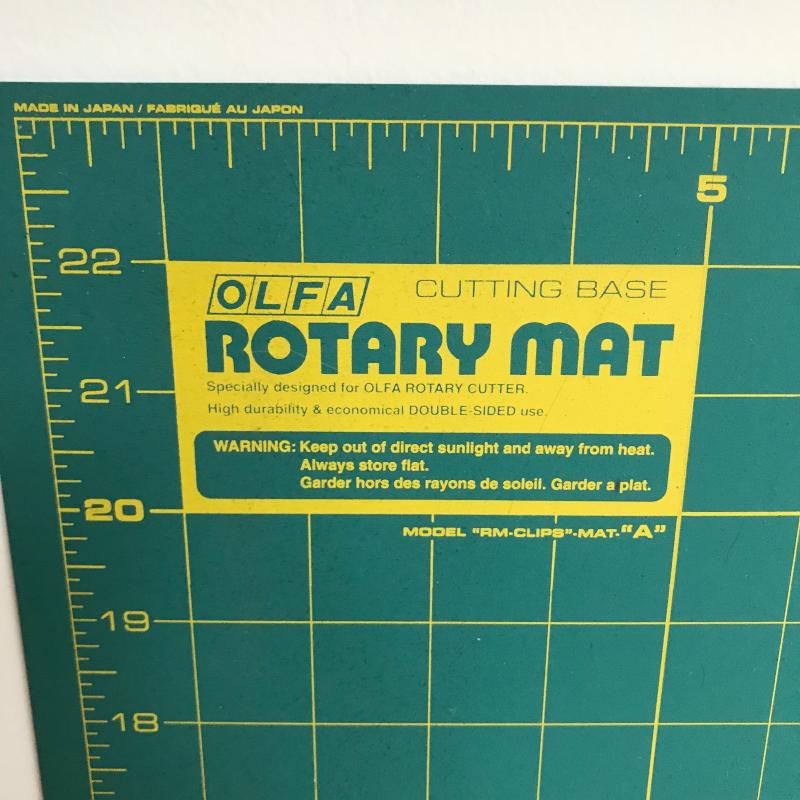 MADE IN JAPAN / FABRIQUÉ AU JAPON
5
22
OLFA CUTTING BASE
ROTARY MAT
21
Specially designed for OLFA ROTARY CUTTER.
High durability & economical DOUBLE-SIDED use.
WARNING: Keep out of direct sunlight and away from heat.
Always store flat.
Garder hors des rayons de soleil. Garder a plat.
20
MODEL "RM-CLIPS"-MAT-"A"
19
18